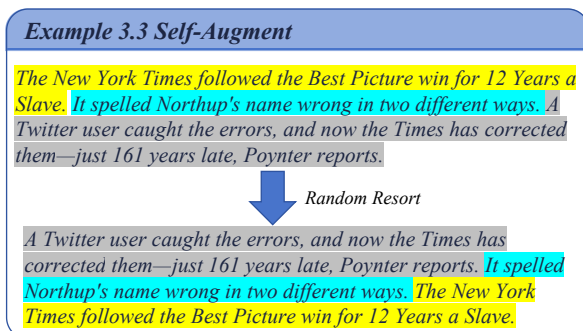 Example 3.3 Self-Augment
The New York Times followed the Best Picture win for 12 Years a
Slave. It spelled Northup's name wrong in two different ways. A
Twitter user caught the errors, and now the Times has corrected
them—just 161 years late, Poynter reports.
Random Resort
A Twitter user caught the errors, and now the Times has
corrected them—just 161 years late, Poynter reports. It spelled
Northup's name wrong in two different ways. The New York
Times followed the Best Picture win for 12 Years a Slave.